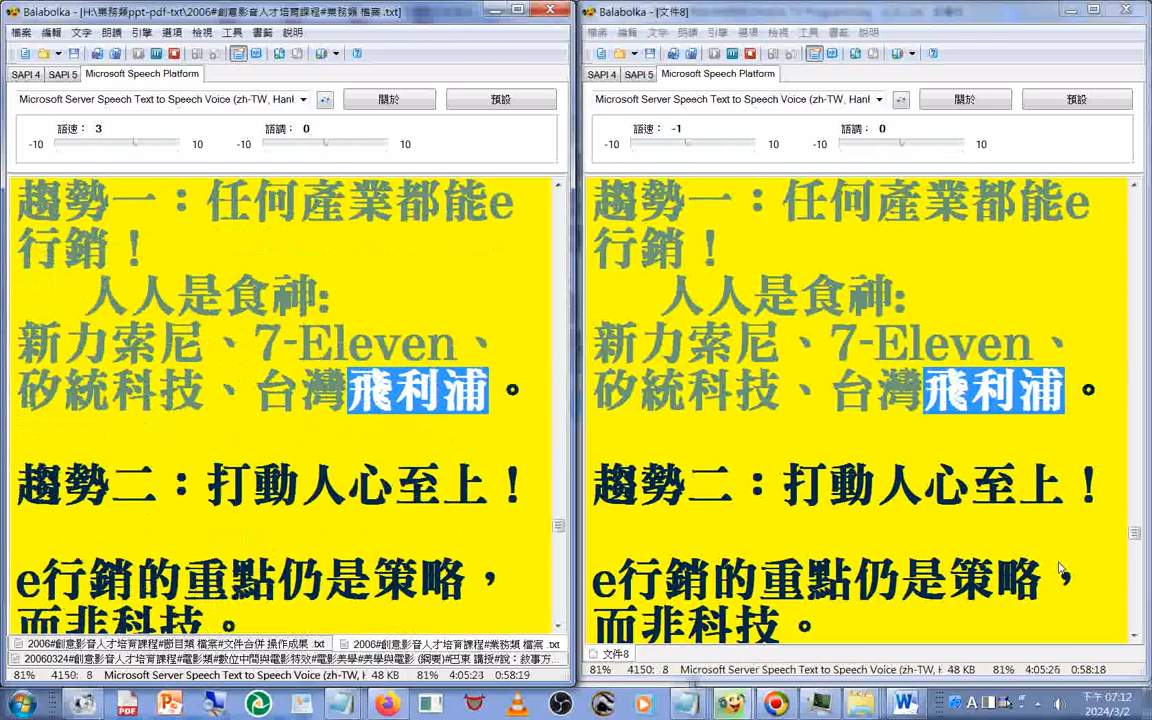 Balabolka - [H:\業務類ppt-pdf-txt\2006#創意影音人才培育課程#業務類 檔案 .txt]
檔案 編輯 文字 朗讀 引擎 選項 檢視 工具 書籤 說明
SAPI 4 SAPI 5 Microsoft Speech Platform
Microsoft Server Speech Text to Speech Voice (zh-TW, Hanl
關於 預設
語速： 3 語調： 0
-10 10 -10 10
趨勢一：任何產業都能e
行銷！
人人是食神:
新力索尼、7-Eleven、
矽統科技、台灣飛利浦。
趨勢二：打動人心至上！
e行銷的重點仍是策略，
而非科技。
2006#創意影音人才培育課程#節目類 檔案#文件合併 操作成果 .txt 2006#創意影音人才培育課程#業務類 檔案 .txt
20060324#創意影音人才培育課程#電影類#數位中間與電影特效#電影美學#美學與電影 (綱要)#巴東 講授#說：敘事方...
81% 4150: 8 Microsoft Server Speech Text to Speech Voice (zh-TW, Hanl 48 KB 4:05:23 0:58:19
Balabolka - [文件8]
檔案 編輯 文字 朗讀 引擎 選項 檢視 工具 書籤 說明
SAPI 4 SAPI 5 Microsoft Speech Platform
Microsoft Server Speech Text to Speech Voice (zh-TW, Hanl
關於 預設
語速： -1 語調： 0
-10 10 -10 10
趨勢一：任何產業都能e
行銷！
人人是食神:
新力索尼、7-Eleven、
矽統科技、台灣飛利浦。
趨勢二：打動人心至上！
e行銷的重點仍是策略，
而非科技。
文件8
81% 4150: 8 Microsoft Server Speech Text to Speech Voice (zh-TW, Hanl 48 KB 4:05:26 0:58:18
下午 07:12
2024/3/2